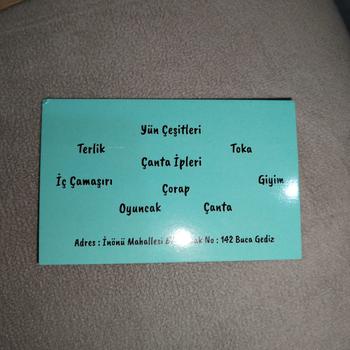 Yün Çeşitleri
Terlik Toka
Çanta İpleri
İç Çamaşırı Giyim
Çorap
Oyuncak Çanta
Adres : İnönü Mahallesi No : 142 Buca Gediz